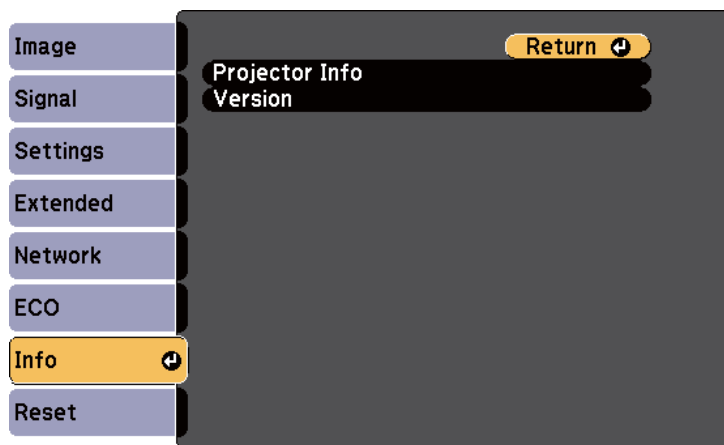 Image
Signal
Settings
Extended
Network
ECO
Info
Reset
Return
Projector Info
Version